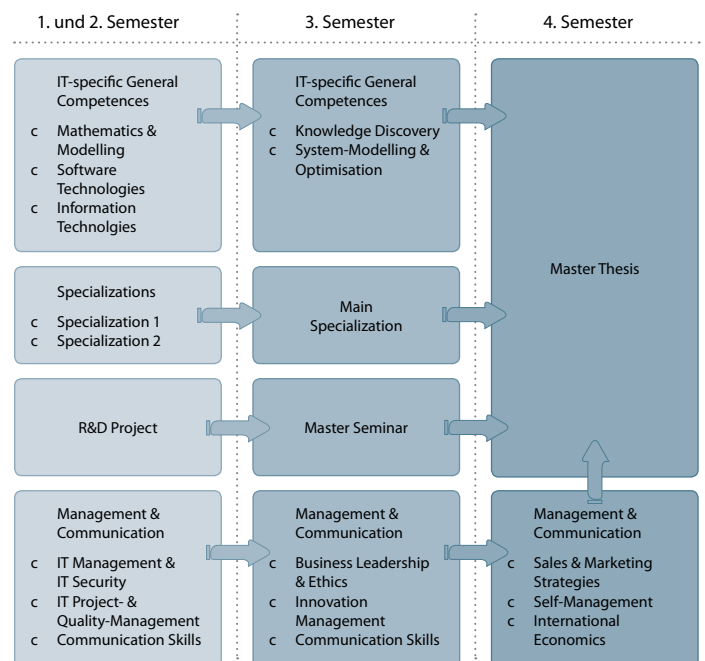 1. und 2. Semester
3. Semester
4. Semester
IT-specific General
Competences
c Mathematics &
Modelling
c Software
Technologies
c Information
Technolgies
IT-specific General
Competences
c Knowledge Discovery
c System-Modelling &
Optimisation
Master Thesis
Specializations
c Specialization 1
c Specialization 2
Main
Specialization
R&D Project
Master Seminar
Management &
Communication
c IT Management &
IT Security
c IT Project- &
Quality-Management
c Communication Skills
Management &
Communication
c Business Leadership
& Ethics
c Innovation
Management
c Communication Skills
Management &
Communication
c Sales & Marketing
Strategies
c Self-Management
c International
Economics